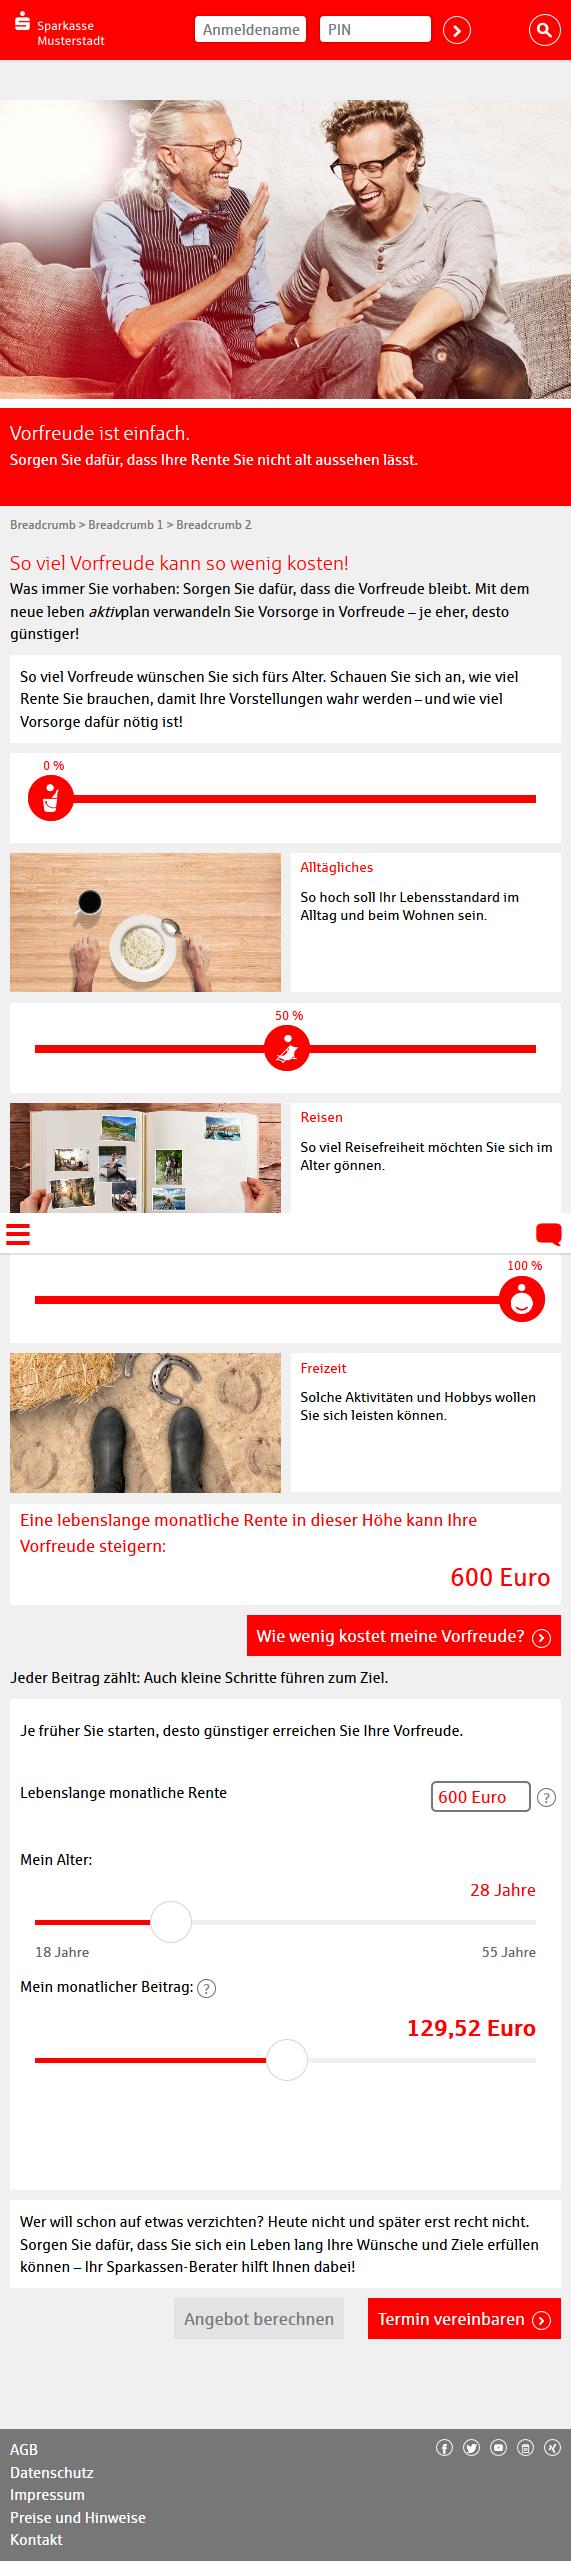 Sparkasse
Musterstadt
Anmeldename
PIN
Vorfreude ist einfach.
Sorgen Sie dafür, dass Ihre Rente Sie nicht alt aussehen lässt.
Breadcrumb > Breadcrumb 1 > Breadcrumb 2
So viel Vorfreude kann so wenig kosten!
Was immer Sie vorhaben: Sorgen Sie dafür, dass die Vorfreude bleibt. Mit dem
neue leben aktivplan verwandeln Sie Vorsorge in Vorfreude – je eher, desto
günstiger!
So viel Vorfreude wünschen Sie sich fürs Alter. Schauen Sie sich an, wie viel
Rente Sie brauchen, damit Ihre Vorstellungen wahr werden – und wie viel
Vorsorge dafür nötig ist!
0 %
Alltägliches
So hoch soll Ihr Lebensstandard im
Alltag und beim Wohnen sein.
50 %
Reisen
So viel Reisefreiheit möchten Sie sich im
Alter gönnen.
100 %
Freizeit
Solche Aktivitäten und Hobbys wollen
Sie sich leisten können.
Eine lebenslange monatliche Rente in dieser Höhe kann Ihre
Vorfreude steigern:
600 Euro
Wie wenig kostet meine Vorfreude?
Jeder Beitrag zählt: Auch kleine Schritte führen zum Ziel.
Je früher Sie starten, desto günstiger erreichen Sie Ihre Vorfreude.
Lebenslange monatliche Rente
600 Euro ?
Mein Alter:
28 Jahre
18 Jahre
55 Jahre
Mein monatlicher Beitrag: ?
129,52 Euro
Wer will schon auf etwas verzichten? Heute nicht und später erst recht nicht.
Sorgen Sie dafür, dass Sie sich ein Leben lang Ihre Wünsche und Ziele erfüllen
können – Ihr Sparkassen-Berater hilft Ihnen dabei!
Angebot berechnen
Termin vereinbaren
AGB
Datenschutz
Impressum
Preise und Hinweise
Kontakt